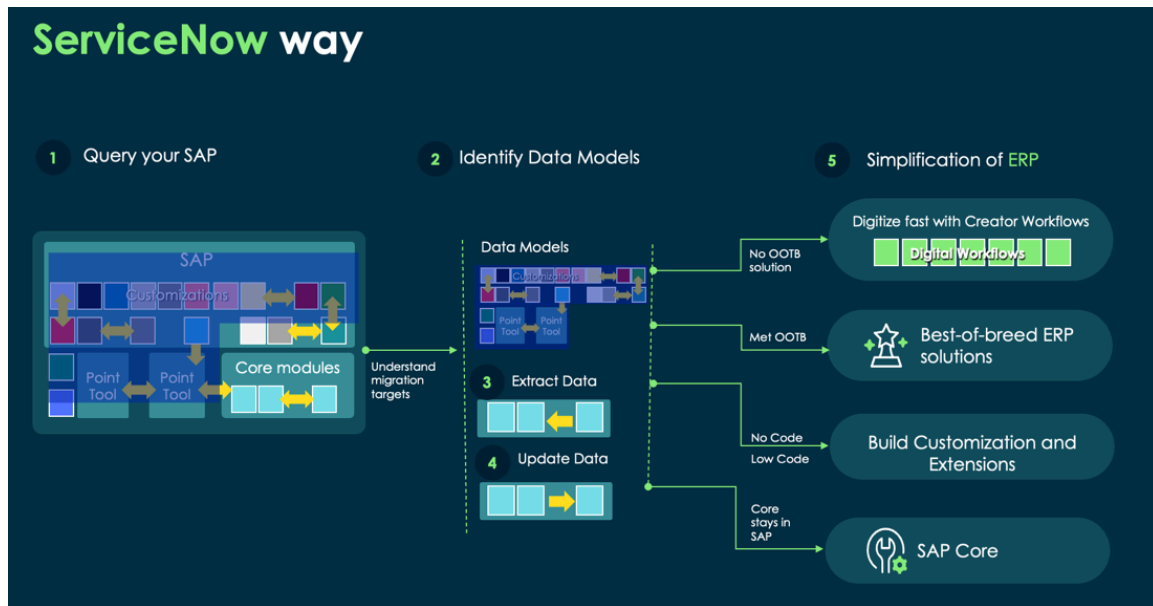 ServiceNow way
1 Query your SAP
SAP
Customizations
Point
Tool
Point
Tool
Core modules
Understand
migration
targets
2 Identify Data Models
Data Models
Customizations
Point
Tool
Point
Tool
3 Extract Data
4 Update Data
No OOTB
solution
Met OOTB
No Code
Low Code
Core
stays in
SAP
5 Simplification of ERP
Digitize fast with Creator Workflows
Digital Workflows
Best-of-breed ERP
solutions
Build Customization and
Extensions
SAP Core